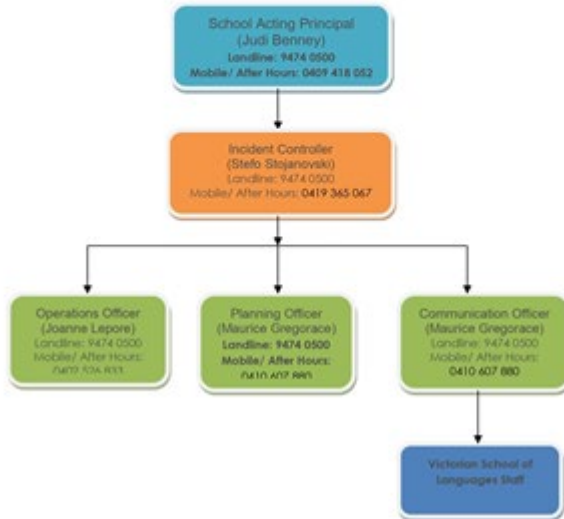 School Acting Principal
(Judi Benney)
Landline: 9474 0500
Mobile/ After Hours: 0409 418 052
Incident Controller
(Stefo Stojanovski)
Landline: 9474 0500
Mobile/ After Hours: 0419 365 067
Operations Officer
(Joanne Lepore)
Landline: 9474 0500
Mobile/ After Hours:
Planning Officer
(Maurice Gregorace)
Landline: 9474 0500
Mobile/ After Hours:
0410 607 880
Communication Officer
(Maurice Gregorace)
Landline: 9474 0500
Mobile/ After Hours:
0410 607 880
Victorian School of
Languages Staff